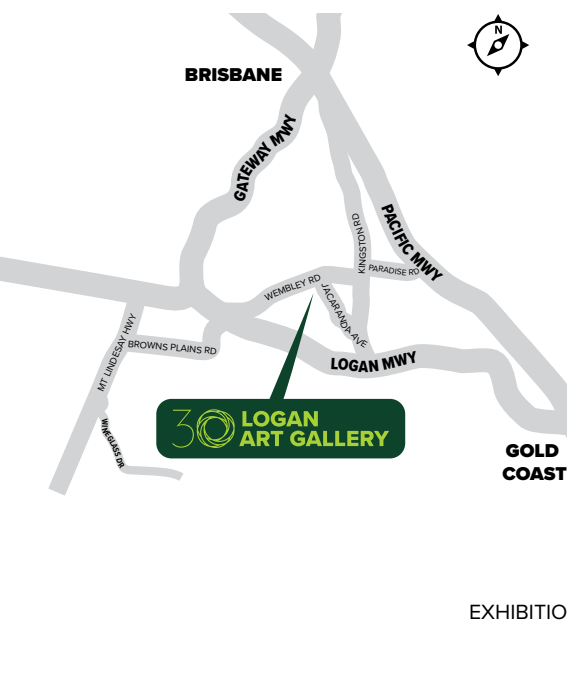 N
BRISBANE
GATEWAY MWY
PACIFIC MWY
KINGSTON RD
PARADISE RD
WEMBLEY RD
JACARANDA AVE
MT LINDESAY HWY
BROWNS PLAINS RD
LOGAN MWY
WINEGLASS DR
30 LOGAN
ART GALLERY
GOLD
COAST
EXHIBITIO